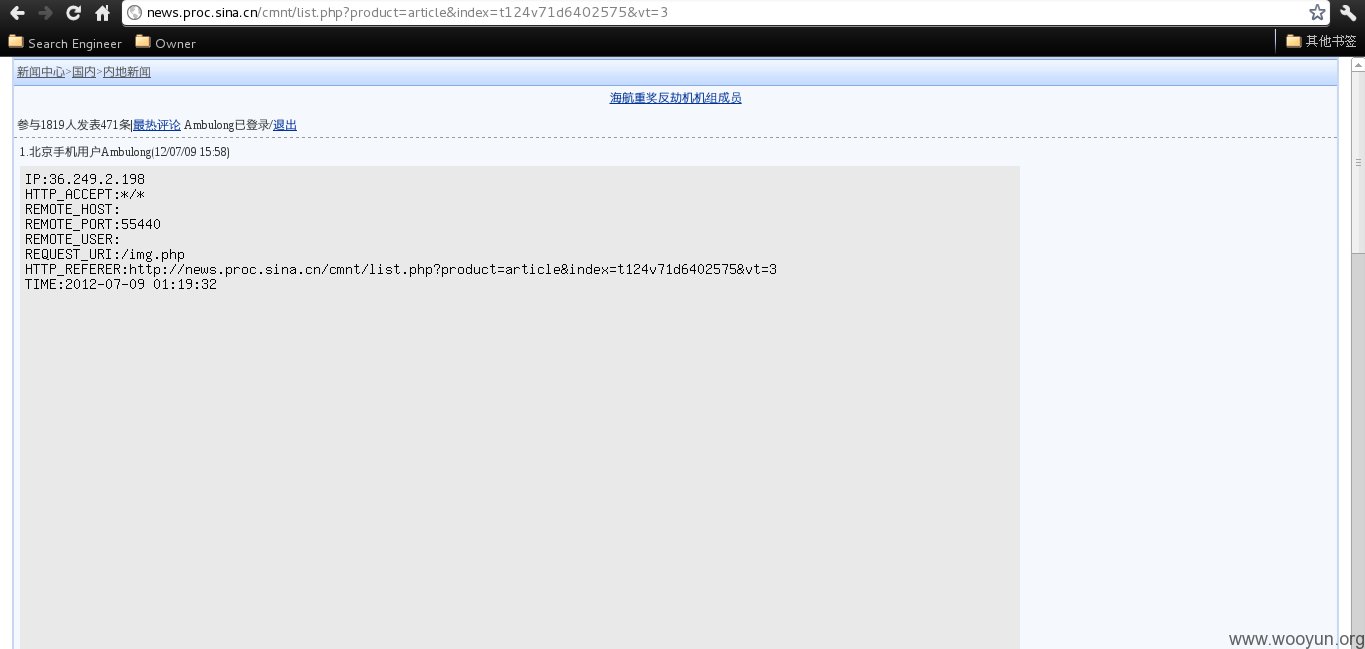 news.proc.sina.cn/cmnt/list.php?product=article&index=t124v71d6402575&vt=3
Search Engineer Owner 其他书签
新闻中心>国内>内地新闻
海航重奖反劫机机组成员
参与1819人发表471条|最热评论 Ambulong已登录/退出
1.北京手机用户Ambulong(12/07/09 15:58)
IP:36.249.2.198
HTTP_ACCEPT:*/*
REMOTE_HOST:
REMOTE_PORT:55440
REMOTE_USER:
REQUEST_URI:/img.php
HTTP_REFERER:http://news.proc.sina.cn/cmnt/list.php?product=article&index=t124v71d6402575&vt=3
TIME:2012-07-09 01:19:32
www.wooyun.org